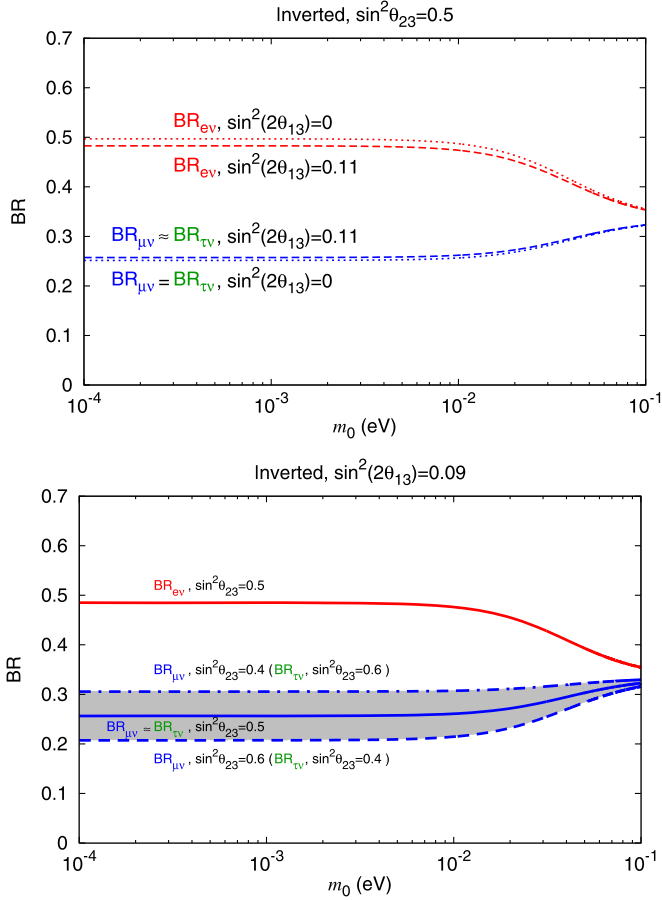 Inverted, sin²θ₂₃=0.5
0.7
0.6
0.5
0.4
0.3
0.2
0.1
0
BR
BR_eν, sin²(2θ₁₃)=0
BR_eν, sin²(2θ₁₃)=0.11
BR_μν ≈ BR_τν, sin²(2θ₁₃)=0.11
BR_μν = BR_τν, sin²(2θ₁₃)=0
10⁻⁴ 10⁻³ 10⁻² 10⁻¹
m₀ (eV)
Inverted, sin²(2θ₁₃)=0.09
0.7
0.6
0.5
0.4
0.3
0.2
0.1
0
BR
BR_eν , sin²θ₂₃=0.5
BR_μν , sin²θ₂₃=0.4 ( BR_τν, sin²θ₂₃=0.6 )
BR_μν ≃ BR_τν , sin²θ₂₃=0.5
BR_μν , sin²θ₂₃=0.6 ( BR_τν, sin²θ₂₃=0.4 )
10⁻⁴ 10⁻³ 10⁻² 10⁻¹
m₀ (eV)